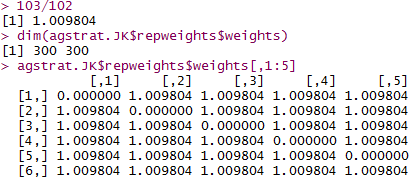 > 103/102
[1] 1.009804
> dim(agstrat.JK$repweights$weights)
[1] 300 300
> agstrat.JK$repweights$weights[,1:5]
[,1] [,2] [,3] [,4] [,5]
[1,] 0.000000 1.009804 1.009804 1.009804 1.009804
[2,] 1.009804 0.000000 1.009804 1.009804 1.009804
[3,] 1.009804 1.009804 0.000000 1.009804 1.009804
[4,] 1.009804 1.009804 1.009804 0.000000 1.009804
[5,] 1.009804 1.009804 1.009804 1.009804 0.000000
[6,] 1.009804 1.009804 1.009804 1.009804 1.009804